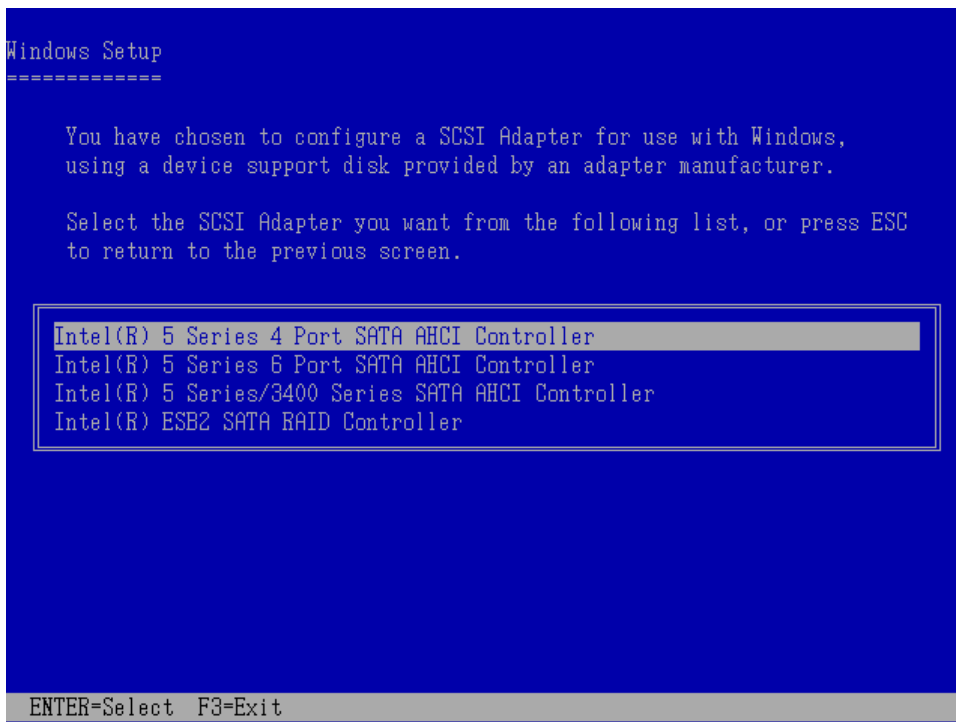 Windows Setup
=============
You have chosen to configure a SCSI Adapter for use with Windows,
using a device support disk provided by an adapter manufacturer.
Select the SCSI Adapter you want from the following list, or press ESC
to return to the previous screen.
Intel(R) 5 Series 4 Port SATA AHCI Controller
Intel(R) 5 Series 6 Port SATA AHCI Controller
Intel(R) 5 Series/3400 Series SATA AHCI Controller
Intel(R) ESB2 SATA RAID Controller
ENTER=Select F3=Exit